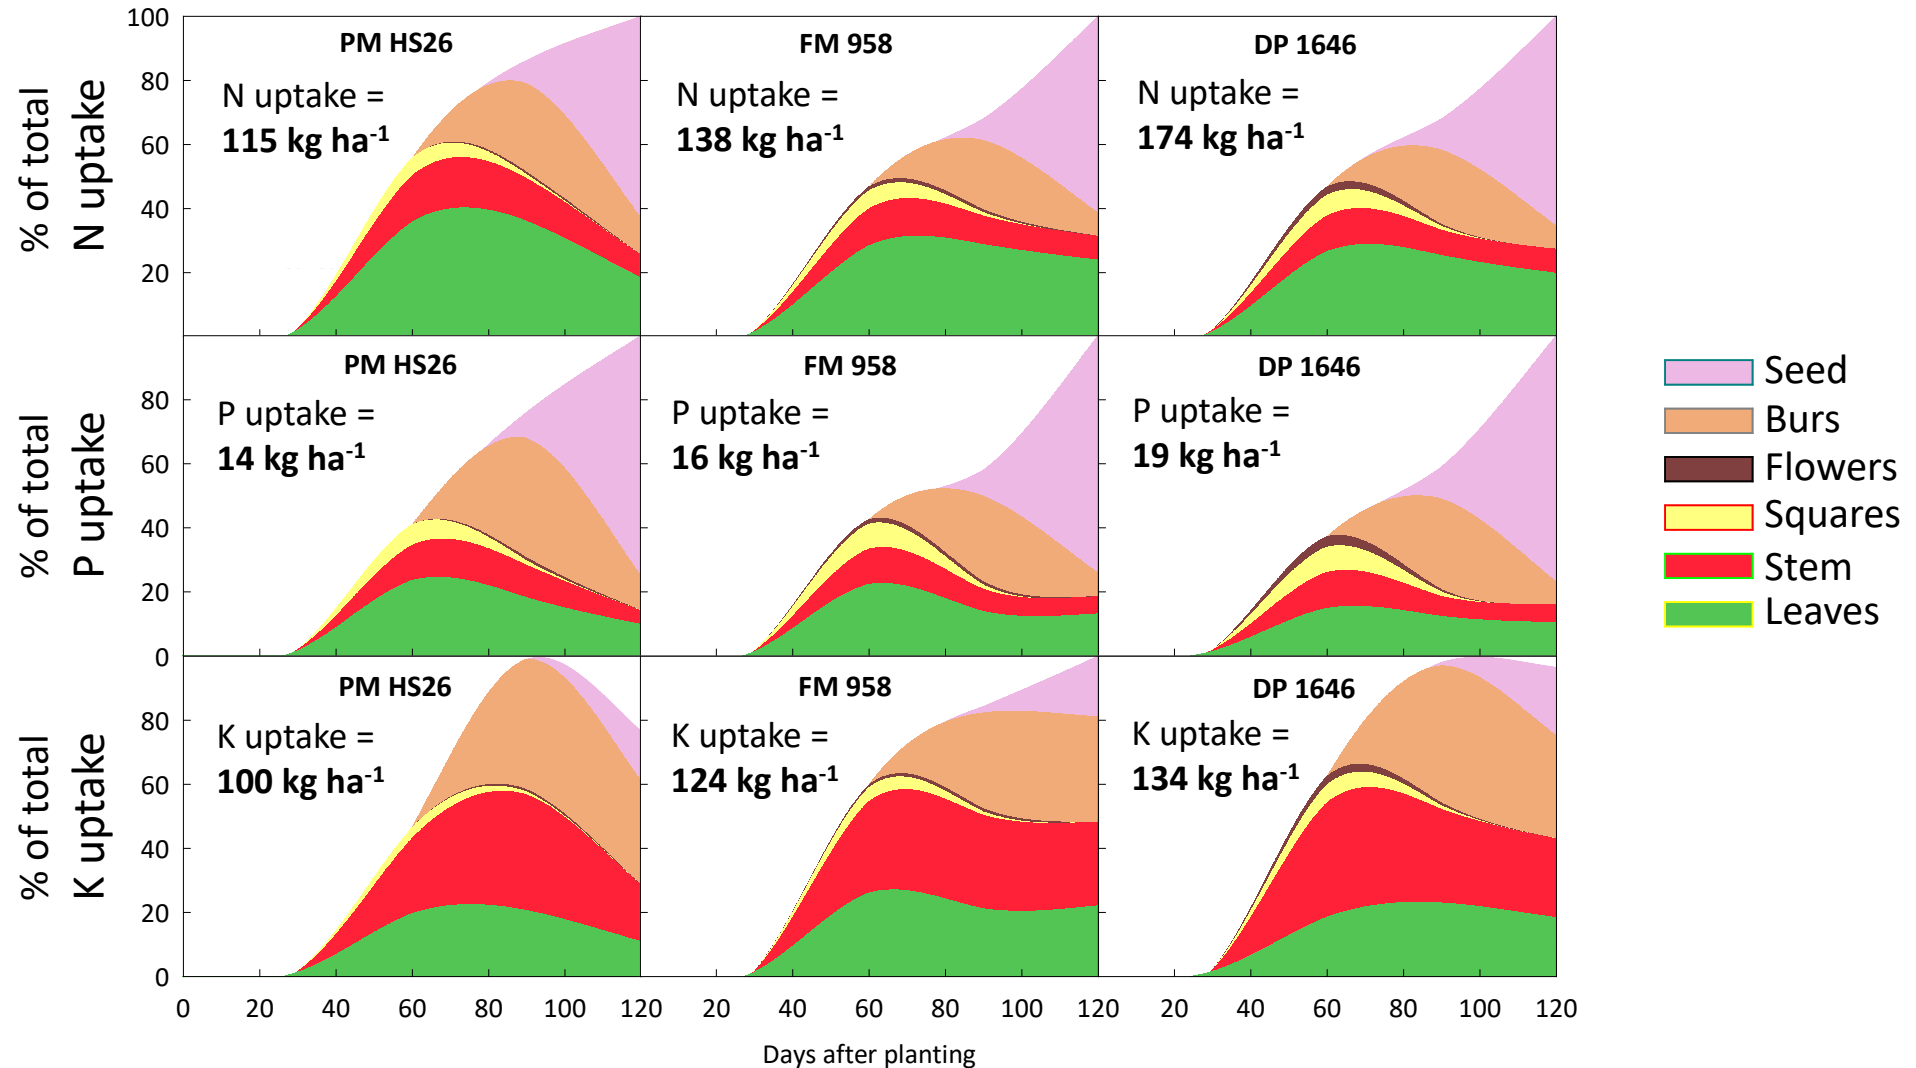 % of total
N uptake
100
80
60
40
20
PM HS26
N uptake =
115 kg ha⁻¹
FM 958
N uptake =
138 kg ha⁻¹
DP 1646
N uptake =
174 kg ha⁻¹
% of total
P uptake
80
60
40
20
0
PM HS26
P uptake =
14 kg ha⁻¹
FM 958
P uptake =
16 kg ha⁻¹
DP 1646
P uptake =
19 kg ha⁻¹
% of total
K uptake
80
60
40
20
0
PM HS26
K uptake =
100 kg ha⁻¹
FM 958
K uptake =
124 kg ha⁻¹
DP 1646
K uptake =
134 kg ha⁻¹
0 20 40 60 80 100 120 20 40 60 80 100 120 20 40 60 80 100 120
Days after planting
Seed
Burs
Flowers
Squares
Stem
Leaves